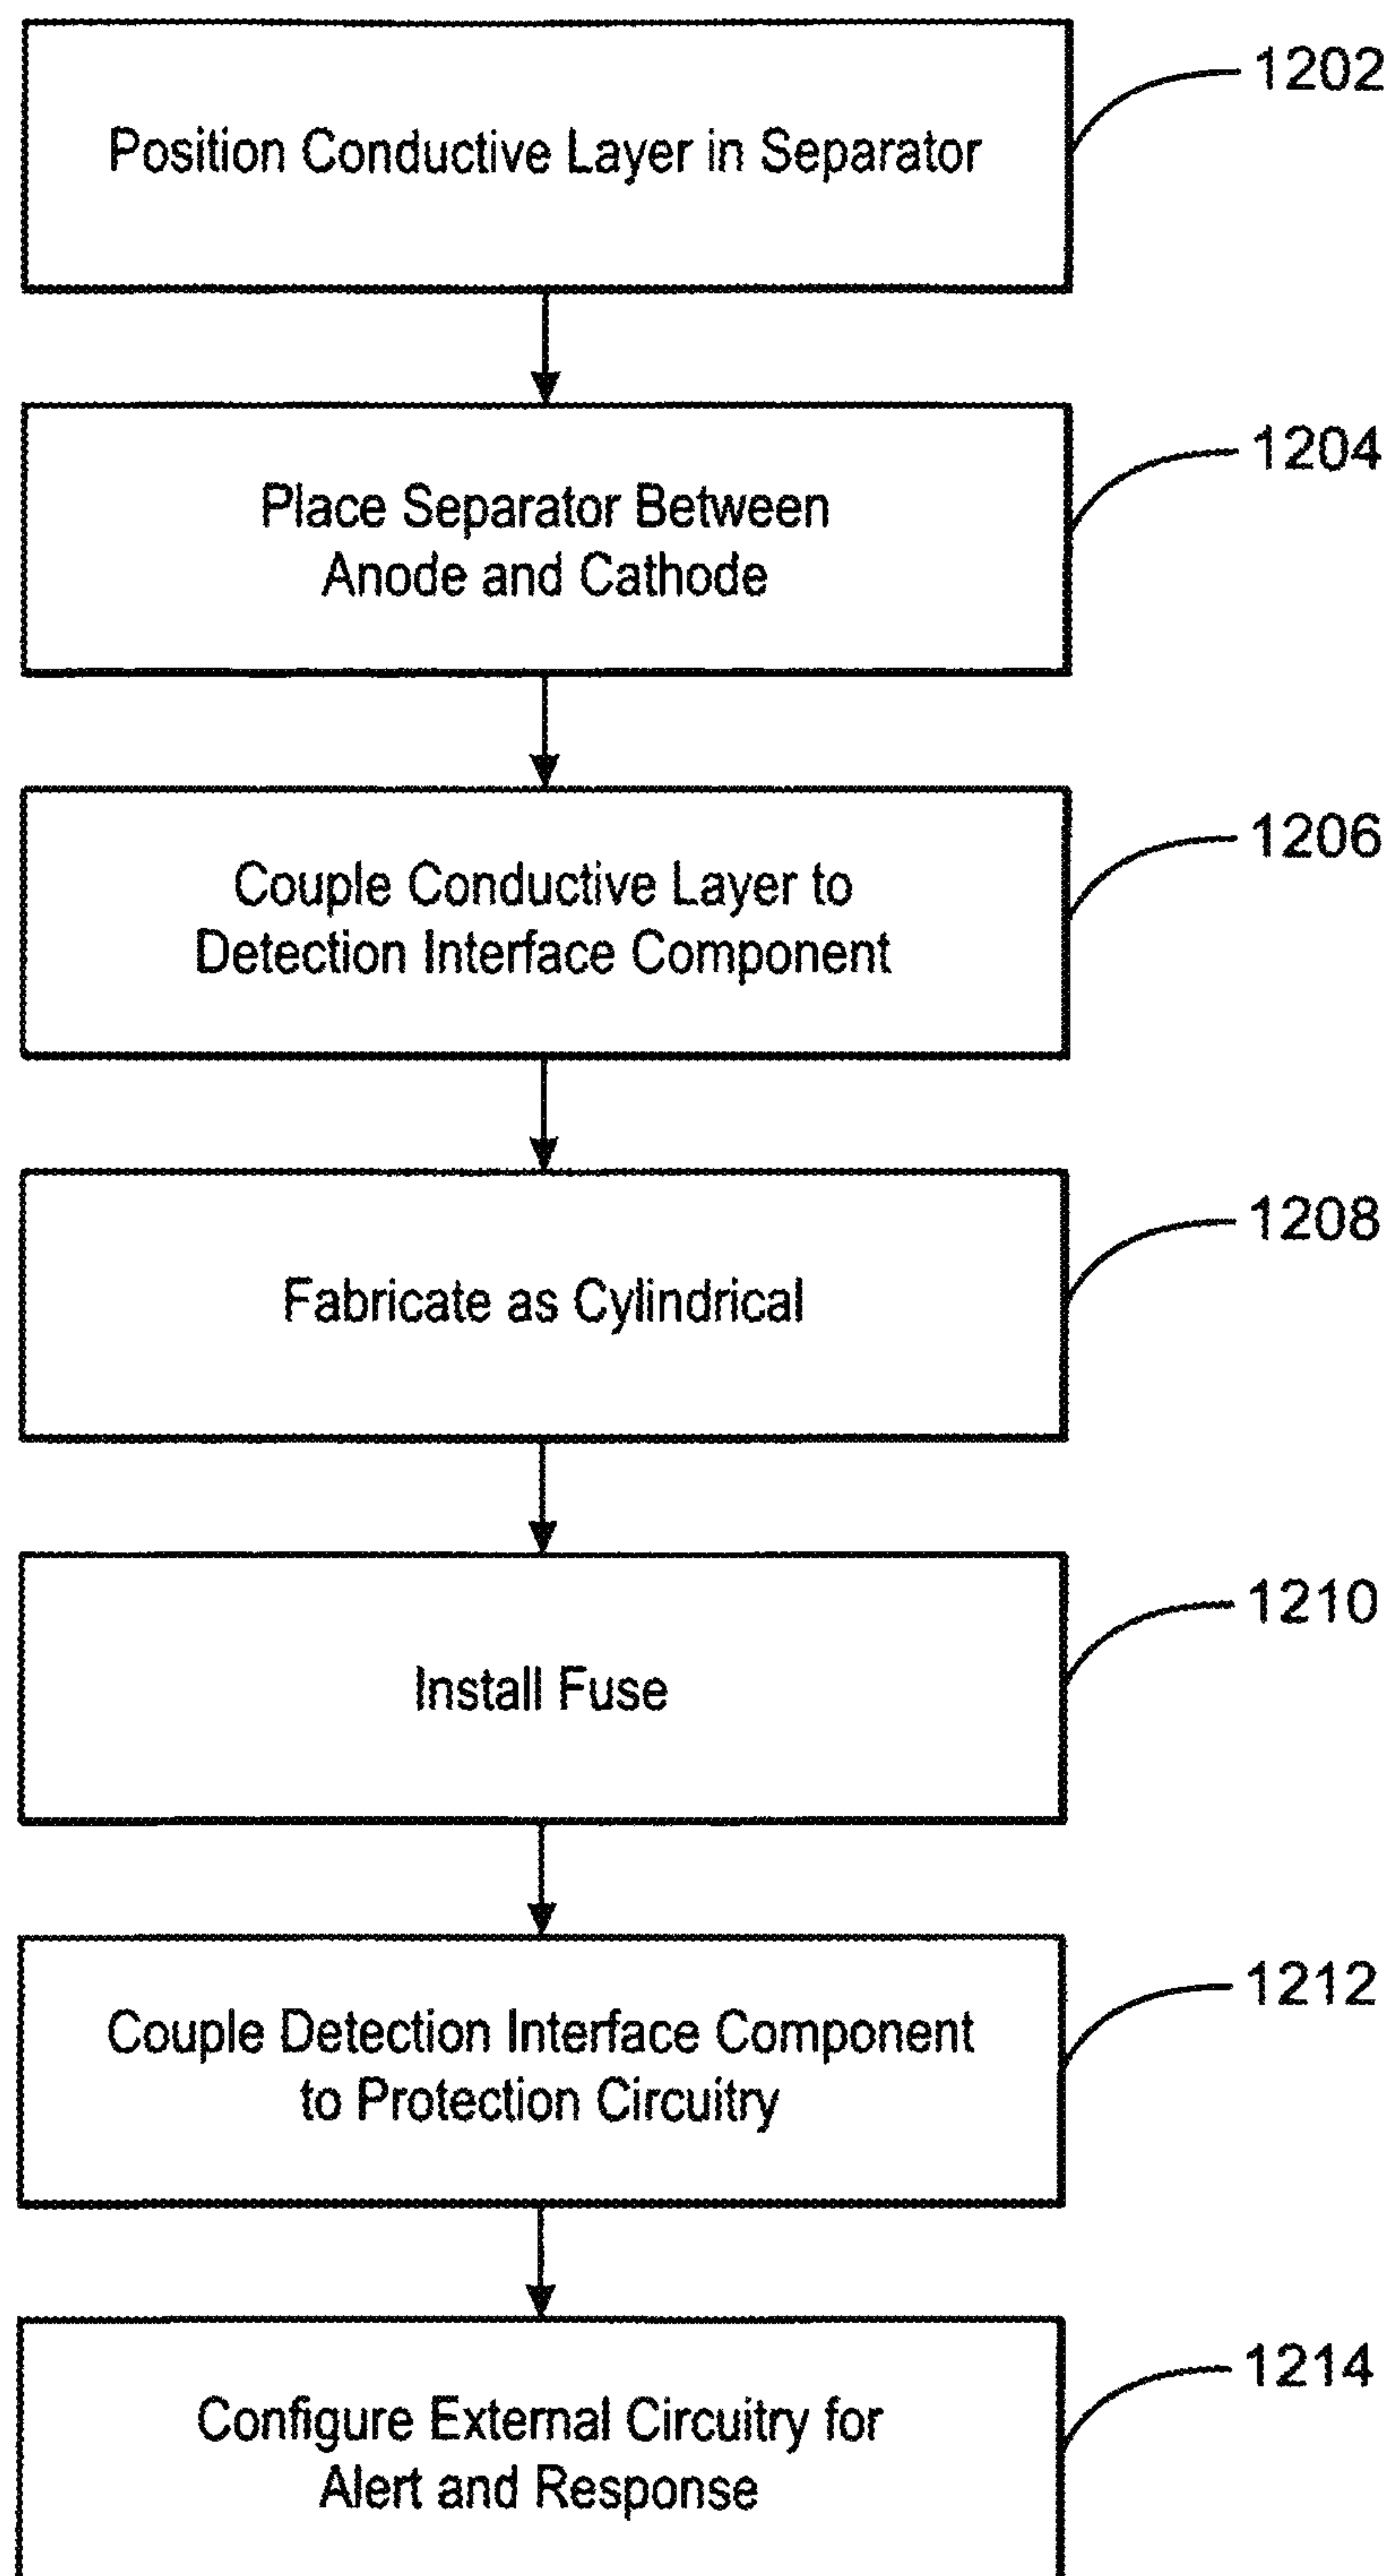 Position Conductive Layer in Separator
1202
Place Separator Between
Anode and Cathode
1204
Couple Conductive Layer to
Detection Interface Component
1206
Fabricate as Cylindrical
1208
Install Fuse
1210
Couple Detection Interface Component
to Protection Circuitry
1212
Configure External Circuitry for
Alert and Response
1214